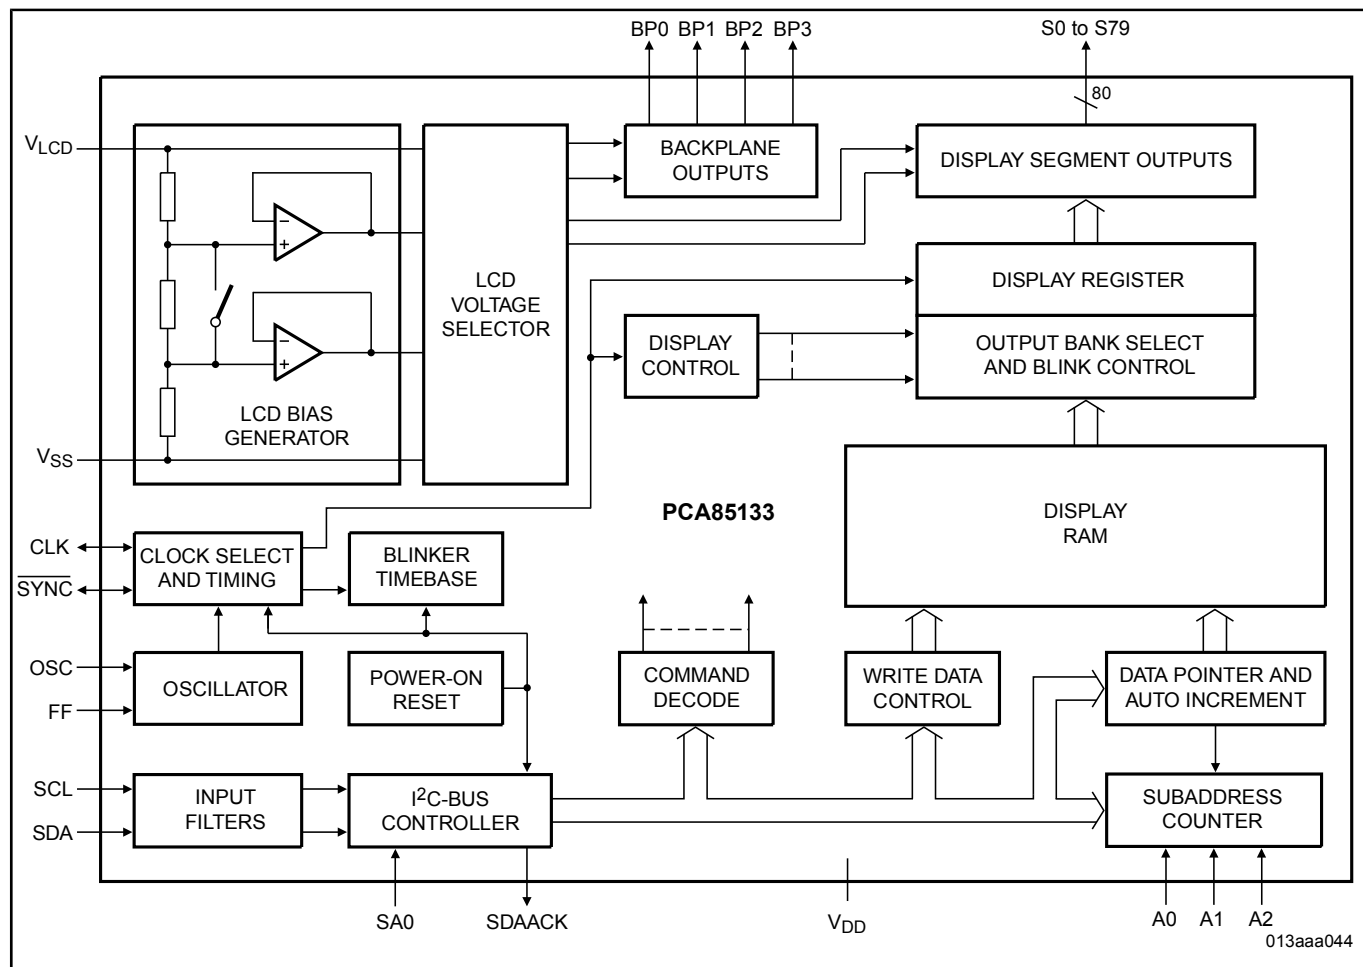 BP0 BP1 BP2 BP3 S0 to S79
80
VLCD
BACKPLANE
OUTPUTS
DISPLAY SEGMENT OUTPUTS
−
+
LCD
VOLTAGE
SELECTOR
DISPLAY REGISTER
−
+
DISPLAY
CONTROL
OUTPUT BANK SELECT
AND BLINK CONTROL
LCD BIAS
GENERATOR
VSS
PCA85133
DISPLAY
RAM
CLK
SYNC
CLOCK SELECT
AND TIMING
BLINKER
TIMEBASE
OSC
FF
OSCILLATOR
POWER-ON
RESET
COMMAND
DECODE
WRITE DATA
CONTROL
DATA POINTER AND
AUTO INCREMENT
SCL
SDA
INPUT
FILTERS
I2C-BUS
CONTROLLER
SUBADDRESS
COUNTER
SA0 SDAACK VDD A0 A1 A2
013aaa044